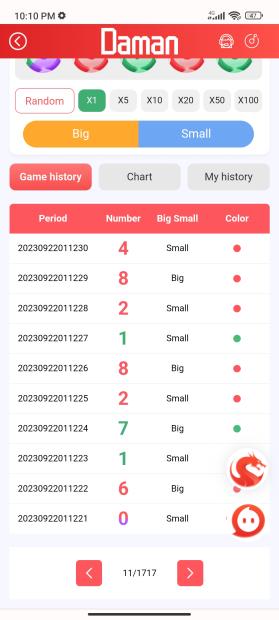 10:10 PM
4G
47
Daman
Random X1 X5 X10 X20 X50 X100
Big Small
Game history Chart My history
Period Number Big Small Color
20230922011230 4 Small
20230922011229 8 Big
20230922011228 2 Small
20230922011227 1 Small
20230922011226 8 Big
20230922011225 2 Small
20230922011224 7 Big
20230922011223 1 Small
20230922011222 6 Big
20230922011221 0 Small
11/1717